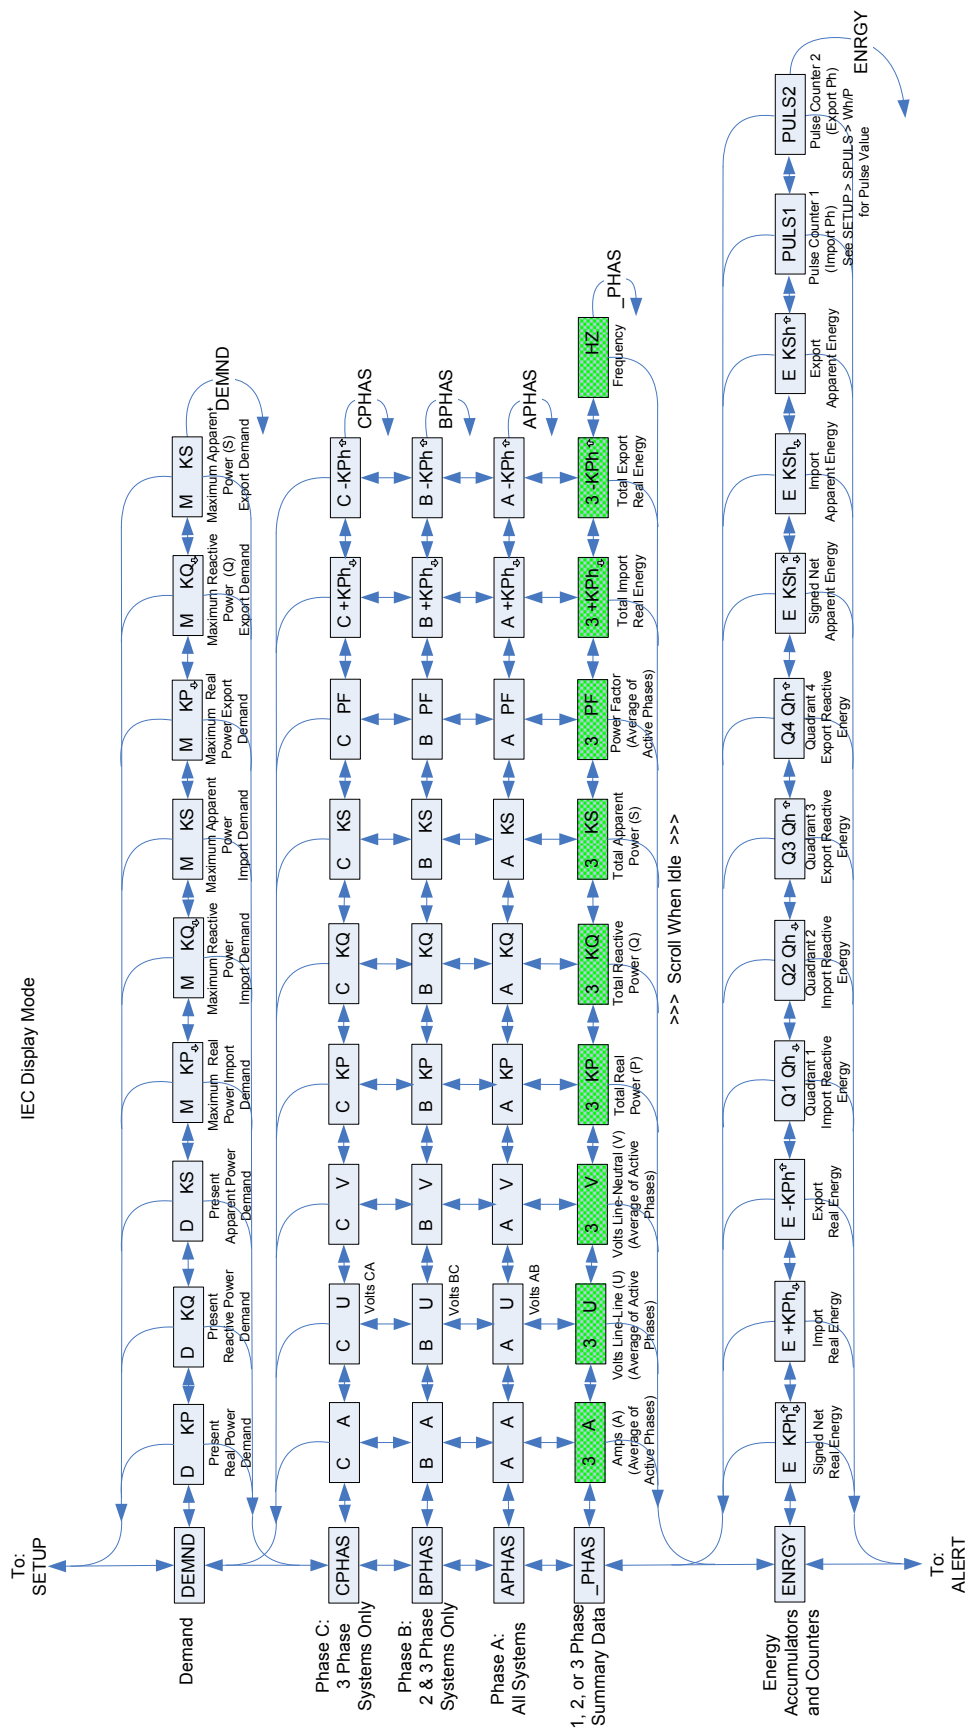 IEC Display Mode
To:
SETUP
DEMND
D KP
D KQ
D KS
M KP
M KQ
M KS
M KP
M KQ
M KS
DEMND
Demand
Present
Real Power
Demand
Present
Reactive Power
Demand
Present
Apparent Power
Demand
Maximum Real
Power Import
Demand
Maximum Reactive
Power
Import Demand
Maximum Apparent
Power
Import Demand
Maximum Real
Power Export
Demand
Maximum Reactive
Power (Q)
Export Demand
Maximum Apparent
Power (S)
Export Demand
Phase C:
3 Phase
Systems Only
CPHAS
C A
C U
C V
C KP
C KQ
C KS
C PF
C +KPh
C -KPh
CPHAS
Volts CA
Phase B:
2 & 3 Phase
Systems Only
BPHAS
B A
B U
B V
B KP
B KQ
B KS
B PF
B +KPh
B -KPh
BPHAS
Volts BC
Phase A:
All Systems
APHAS
A A
A U
A V
A KP
A KQ
A KS
A PF
A +KPh
A -KPh
APHAS
Volts AB
1, 2, or 3 Phase
Summary Data
_PHAS
3 A
3 U
3 V
3 KP
3 KQ
3 KS
3 PF
3 +KPh
3 -KPh
HZ
_PHAS
Amps (A)
(Average of
Active Phases)
Volts Line-Line (U)
(Average of Active
Phases)
Volts Line-Neutral (V)
(Average of Active
Phases)
Total Real
Power (P)
Total Reactive
Power (Q)
Total Apparent
Power (S)
Power Factor
(Average of
Active Phases)
Total Import
Real Energy
Total Export
Real Energy
Frequency
>>> Scroll When Idle >>>
Energy
Accumulators
and Counters
ENRGY
E KPh
E +KPh
E -KPh
Q1 Qh
Q2 Qh
Q3 Qh
Q4 Qh
E KSh
E KSh
E KSh
PULS1
PULS2
ENRGY
Signed Net
Real Energy
Import
Real Energy
Export
Real Energy
Quadrant 1
Import Reactive
Energy
Quadrant 2
Import Reactive
Energy
Quadrant 3
Export Reactive
Energy
Quadrant 4
Export Reactive
Energy
Signed Net
Apparent Energy
Import
Apparent Energy
Export
Apparent Energy
Pulse Counter 1
(Import Ph)
Pulse Counter 2
(Export Ph)
See SETUP > SPULS > Wh/P
for Pulse Value
To:
ALERT